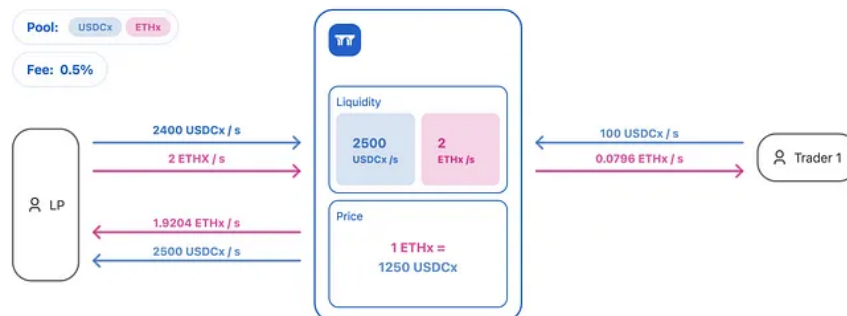 Pool: USDCx ETHx
Fee: 0.5%
Liquidity
2500
USDCx /s
2
ETHx /s
Price
1 ETHx =
1250 USDCx
LP
2400 USDCx / s
2 ETHX / s
1.9204 ETHx / s
2500 USDCx / s
100 USDCx / s
0.0796 ETHx / s
Trader 1